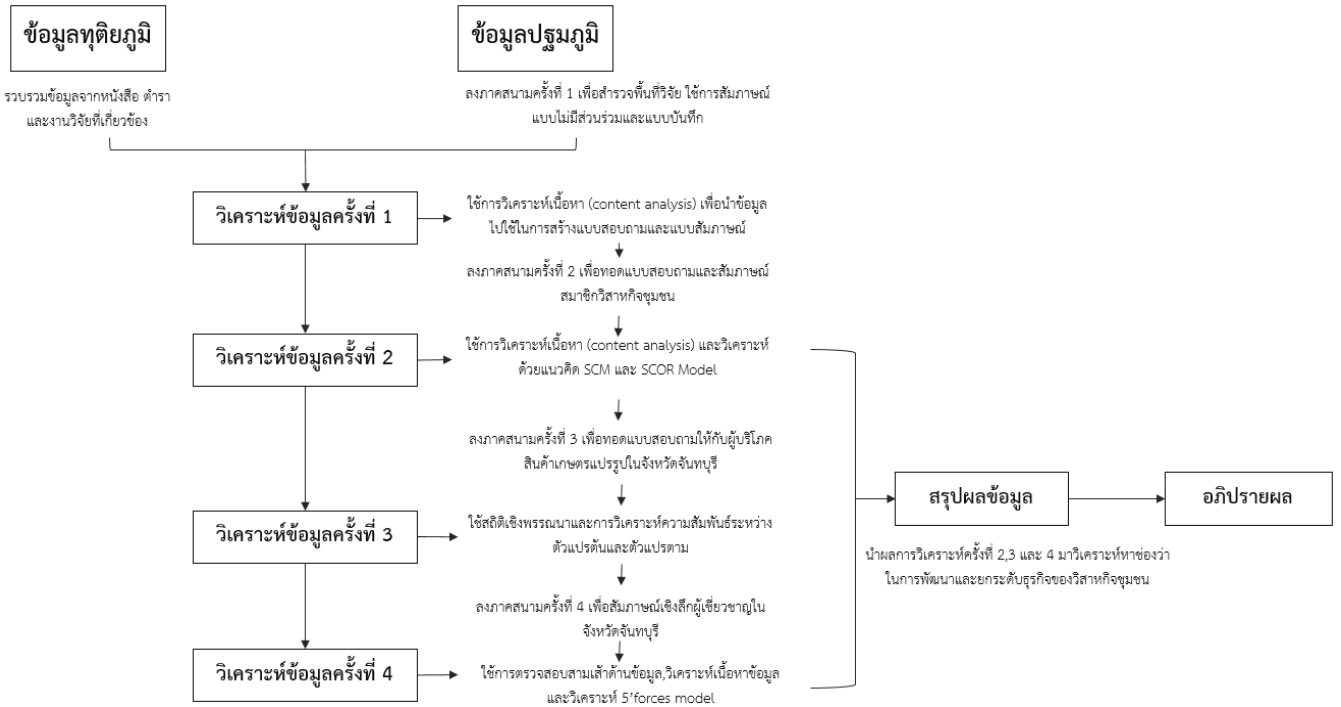 ข้อมูลทุติยภูมิ
รวบรวมข้อมูลจากหนังสือ ตำรา
และงานวิจัยที่เกี่ยวข้อง
ข้อมูลปฐมภูมิ
ลงภาคสนามครั้งที่ 1 เพื่อสำรวจพื้นที่วิจัย ใช้การสัมภาษณ์
แบบไม่มีส่วนร่วมและแบบบันทึก
วิเคราะห์ข้อมูลครั้งที่ 1
ใช้การวิเคราะห์เนื้อหา (content analysis) เพื่อนำข้อมูล
ไปใช้ในการสร้างแบบสอบถามและแบบสัมภาษณ์
ลงภาคสนามครั้งที่ 2 เพื่อทอดแบบสอบถามและสัมภาษณ์
สมาชิกวิสาหกิจชุมชน
วิเคราะห์ข้อมูลครั้งที่ 2
ใช้การวิเคราะห์เนื้อหา (content analysis) และวิเคราะห์
ด้วยแนวคิด SCM และ SCOR Model
ลงภาคสนามครั้งที่ 3 เพื่อทอดแบบสอบถามให้กับผู้บริโภค
สินค้าเกษตรแปรรูปในจังหวัดจันทบุรี
วิเคราะห์ข้อมูลครั้งที่ 3
ใช้สถิติเชิงพรรณนาและการวิเคราะห์ความสัมพันธ์ระหว่าง
ตัวแปรต้นและตัวแปรตาม
ลงภาคสนามครั้งที่ 4 เพื่อสัมภาษณ์เชิงลึกผู้เชี่ยวชาญใน
จังหวัดจันทบุรี
วิเคราะห์ข้อมูลครั้งที่ 4
ใช้การตรวจสอบสามเส้าด้านข้อมูล,วิเคราะห์เนื้อหาข้อมูล
และวิเคราะห์ 5'forces model
สรุปผลข้อมูล
นำผลการวิเคราะห์ครั้งที่ 2,3 และ 4 มาวิเคราะห์หาช่องว่า
ในการพัฒนาและยกระดับธุรกิจของวิสาหกิจชุมชน
อภิปรายผล